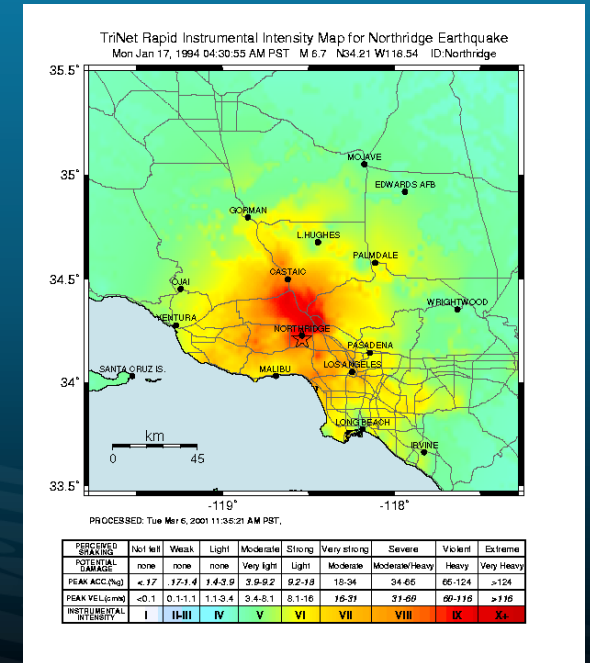 TriNet Rapid Instrumental Intensity Map for Northridge Earthquake
Mon Jan 17, 1994 04:30:55 AM PST M 6.7 N34.21 W118.54 ID:Northridge
35.5°
MOJAVE
35°
EDWARDS AFB
GORMAN
L.HUGHES
PALMDALE
CASTAIC
34.5°
OJAI
WRIGHTWOOD
VENTURA
NORTHRIDGE
PASADENA
LOS ANGELES
SANTA CRUZ IS.
MALIBU
34°
LONG BEACH
km
IRVINE
0 45
33.5°
-119° -118°
PROCESSED: Tue Mar 6, 2001 11:35:21 AM PST,
PERCEIVED SHAKING Not felt Weak Light Moderate Strong Very strong Severe Violent Extreme
POTENTIAL DAMAGE none none none Very light Light Moderate Moderate/Heavy Heavy Very Heavy
PEAK ACC.(%g) <.17 .17-1.4 1.4-3.9 3.9-9.2 9.2-18 18-34 34-65 65-124 >124
PEAK VEL.(cm/s) <0.1 0.1-1.1 1.1-3.4 3.4-8.1 8.1-16 16-31 31-60 60-116 >116
INSTRUMENTAL INTENSITY I II-III IV V VI VII VIII IX X+